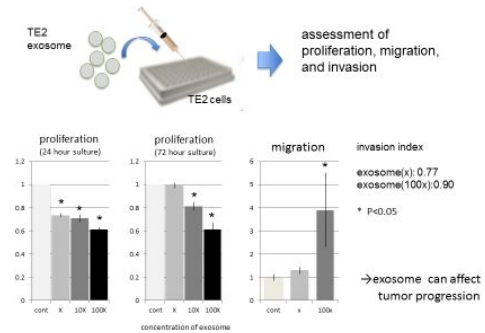 TE2
exosome
TE2 cells
assessment of
proliferation, migration,
and invasion
proliferation
(24 hour sulture)
1.2
1
0.8
0.6
0.4
0.2
0
* * *
cont X 10X 100X
proliferation
(72 hour sulture)
1.2
1
0.8
0.6
0.4
0.2
0
* *
cont X 10X 100X
concentration of exosome
migration
6
5
4
3
2
1
0
*
cont x 100x
invasion index
exosome(x): 0.77
exosome(100x):0.90
* P<0.05
→exosome can affect
tumor progression